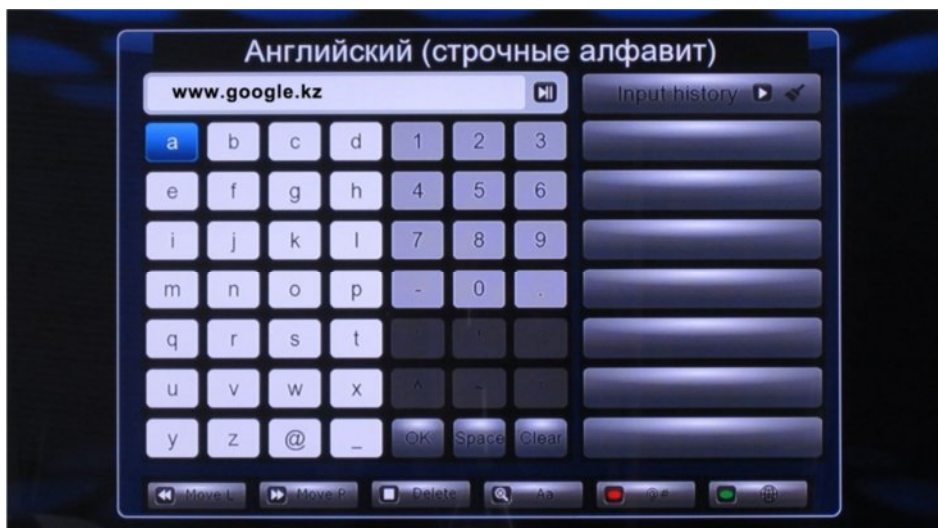 Английский (строчные алфавит)
www.google.kz
Input history
a b c d 1 2 3
e f g h 4 5 6
i j k l 7 8 9
m n o p - 0 .
q r s t
u v w x ^ ~
y z @ _ OK Space Clear
Move L Move R Delete Aa @#